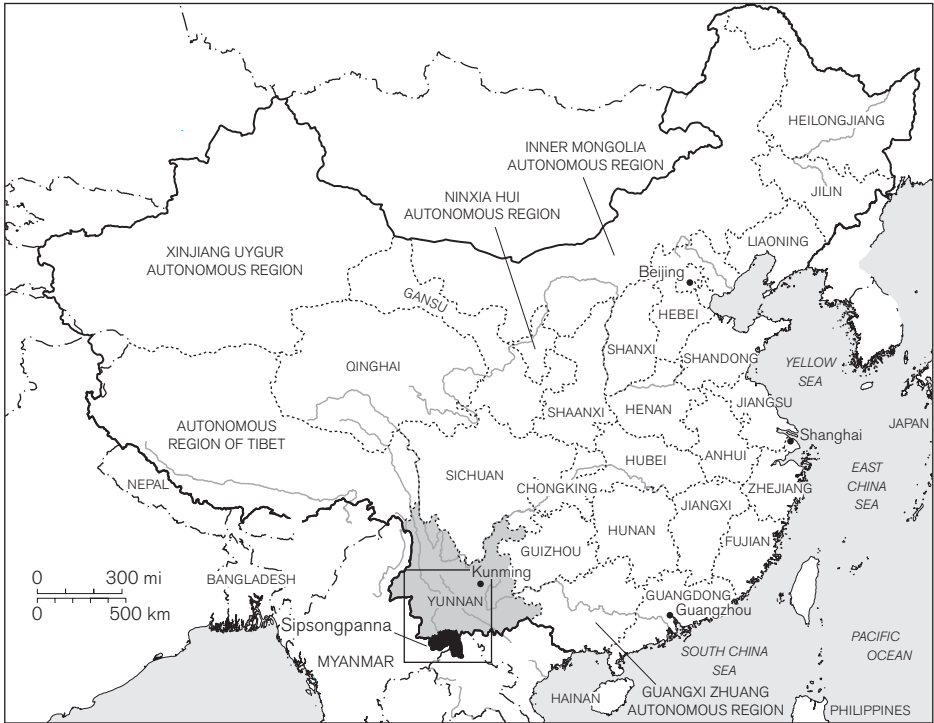 HEILONGJIANG
INNER MONGOLIA
AUTONOMOUS REGION
JILIN
NINXIA HUI
AUTONOMOUS REGION
LIAONING
XINJIANG UYGUR
AUTONOMOUS REGION
Beijing
GANSU
HEBEI
SHANXI
SHANDONG
YELLOW
SEA
QINGHAI
JIANGSU
SHAANXI
HENAN
JAPAN
AUTONOMOUS
REGION OF TIBET
Shanghai
ANHUI
HUBEI
SICHUAN
EAST
CHINA
SEA
NEPAL
CHONGKING
ZHEJIANG
JIANGXI
HUNAN
FUJIAN
GUIZHOU
0 300 mi
0 500 km
BANGLADESH
Kunming
YUNNAN
GUANGDONG
Guangzhou
Sipsongpanna
PACIFIC
OCEAN
SOUTH CHINA
SEA
MYANMAR
HAINAN
GUANGXI ZHUANG
AUTONOMOUS REGION
PHILIPPINES